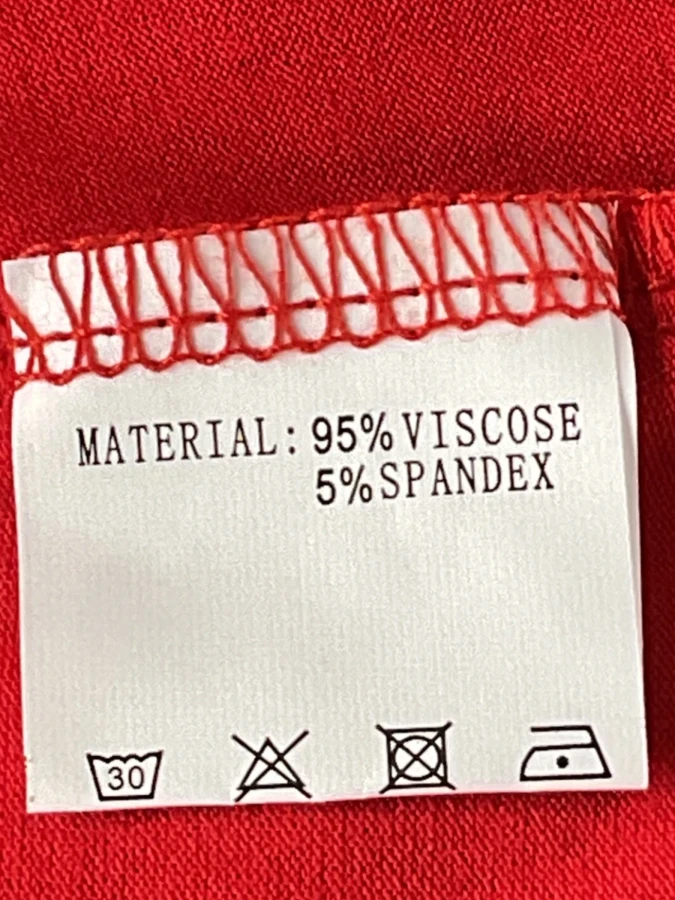 MATERIAL: 95% VISCOSE
5% SPANDEX
30